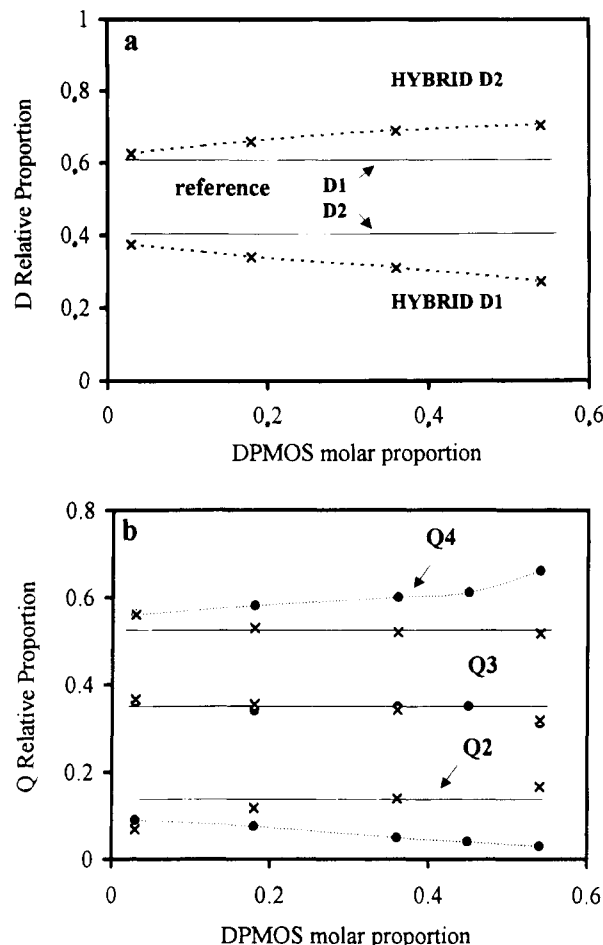 a
1
0,8
0,6
0,4
0,2
0
HYBRID D2
reference
D1
D2
HYBRID D1
0
0,2
0,4
0,6
D Relative Proportion
DPMOS molar proportion
b
0.8
0.6
0.4
0.2
0
Q4
Q3
Q2
0
0.2
0.4
0.6
Q Relative Proportion
DPMOS molar proportion